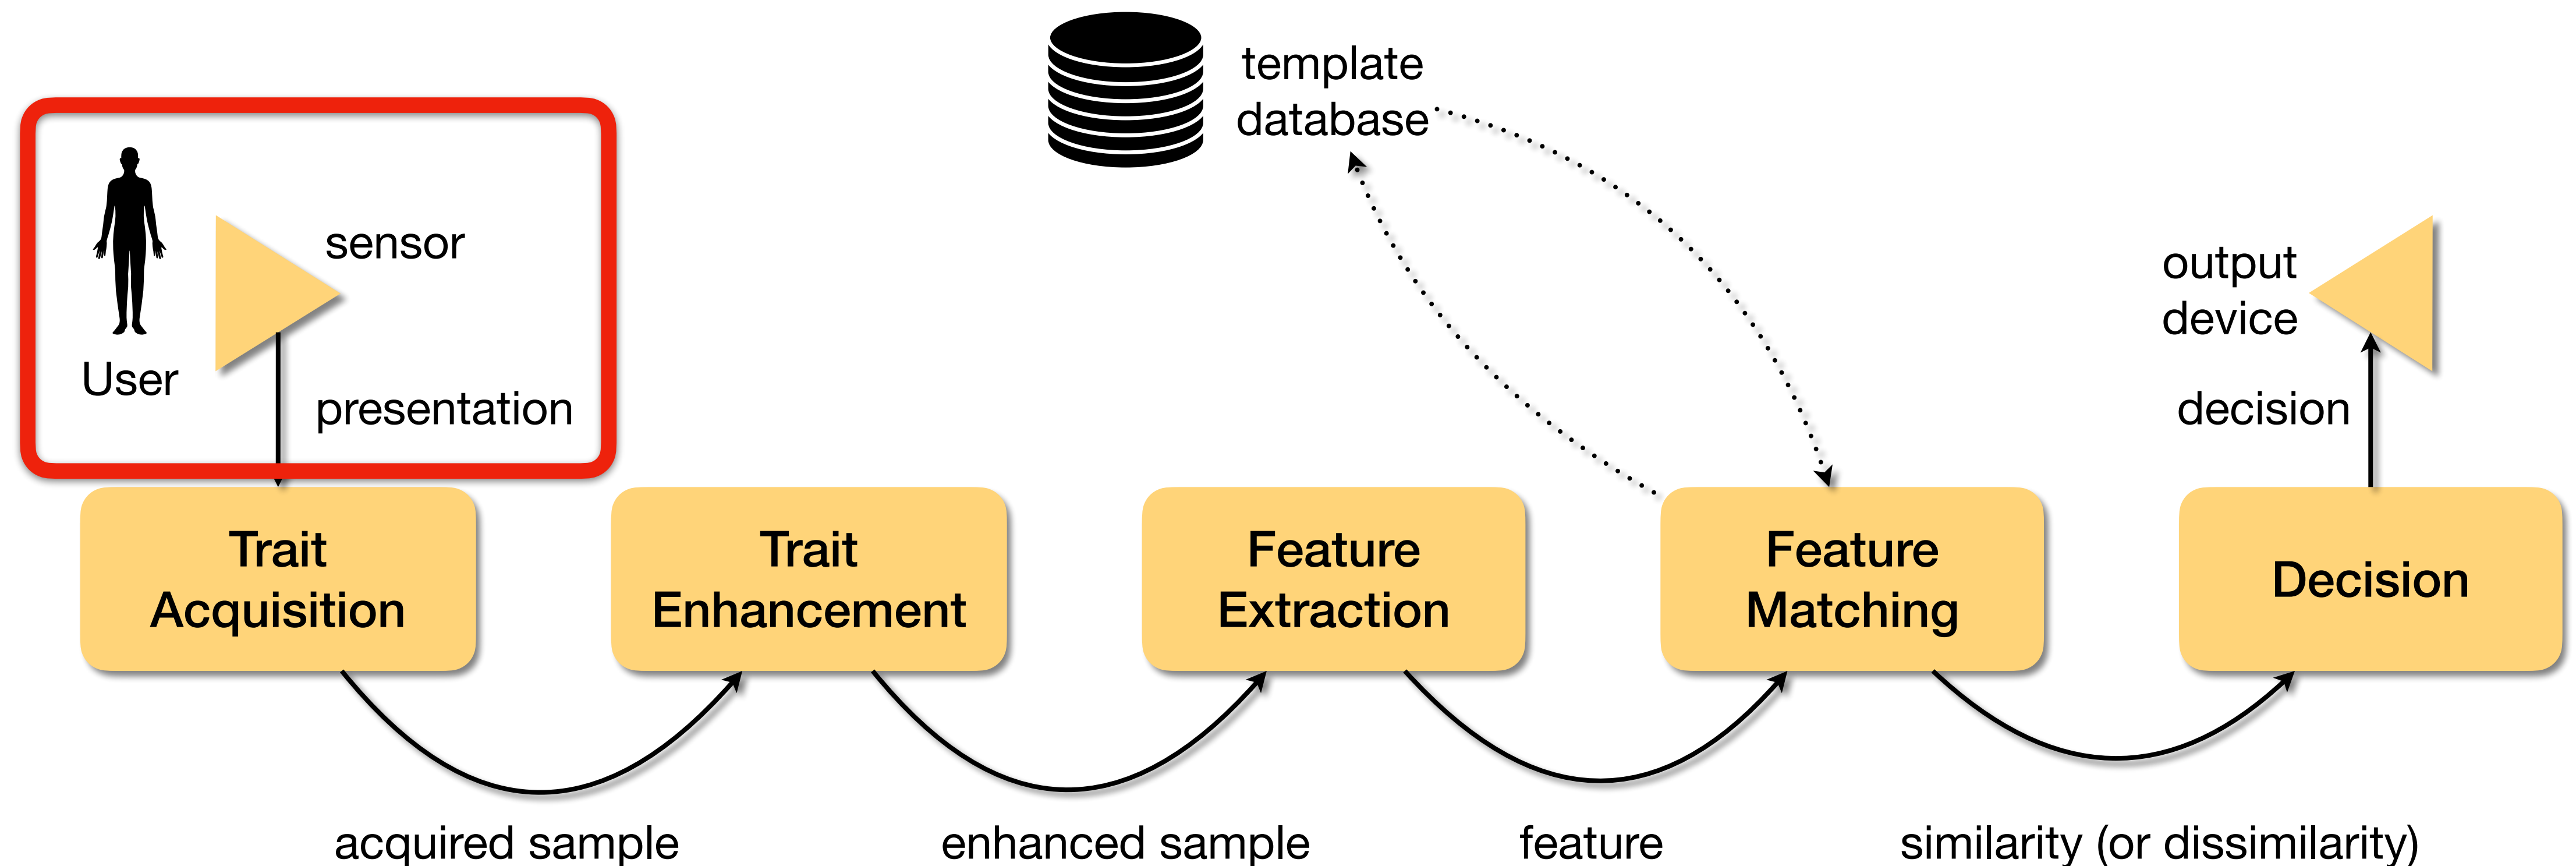 template
database
sensor
User
presentation
output
device
decision
Trait
Acquisition
Trait
Enhancement
Feature
Extraction
Feature
Matching
Decision
acquired sample
enhanced sample
feature
similarity (or dissimilarity)